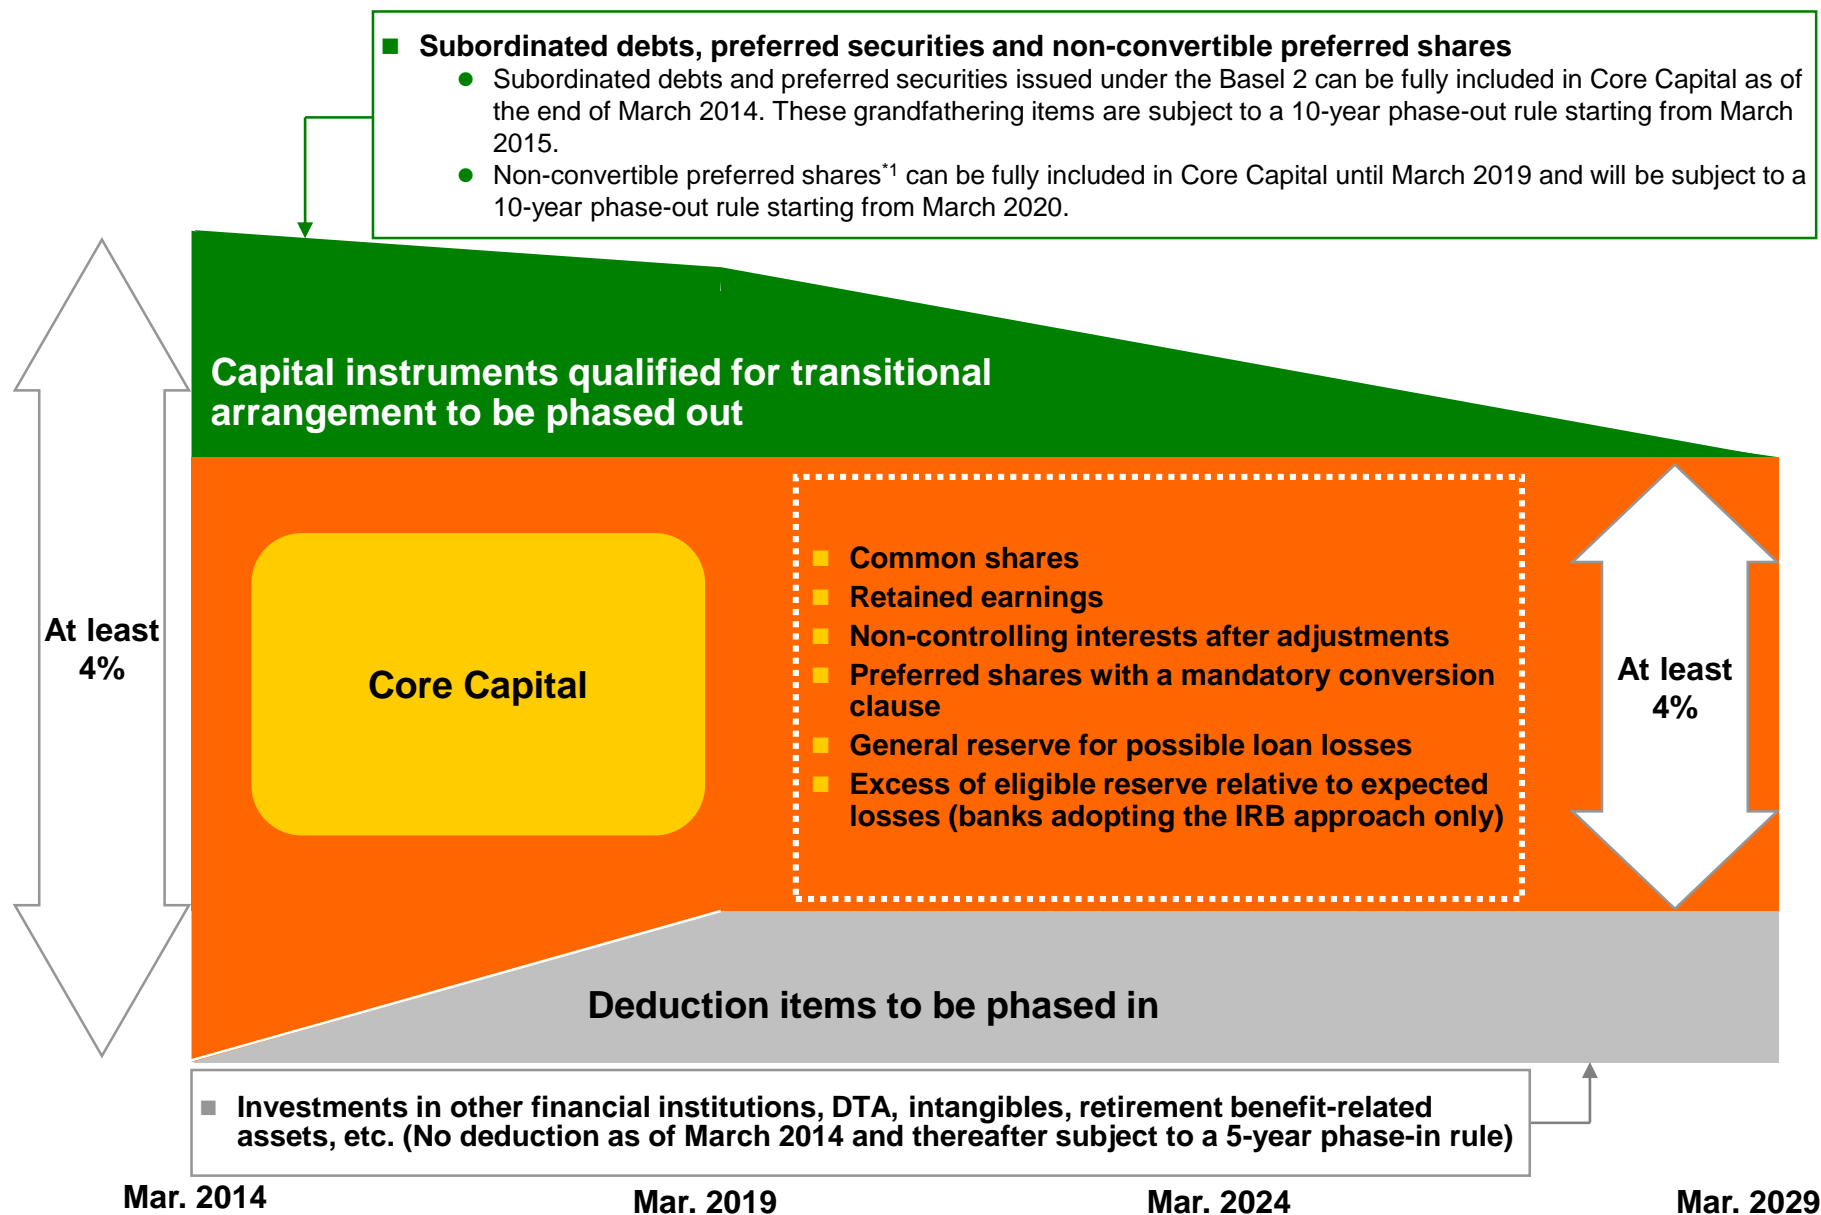 Subordinated debts, preferred securities and non-convertible preferred shares
Subordinated debts and preferred securities issued under the Basel 2 can be fully included in Core Capital as of
the end of March 2014. These grandfathering items are subject to a 10-year phase-out rule starting from March
2015.
Non-convertible preferred shares*1 can be fully included in Core Capital until March 2019 and will be subject to a
10-year phase-out rule starting from March 2020.
Capital instruments qualified for transitional
arrangement to be phased out
At least
4%
Core Capital
Common shares
Retained earnings
Non-controlling interests after adjustments
Preferred shares with a mandatory conversion
clause
General reserve for possible loan losses
Excess of eligible reserve relative to expected
losses (banks adopting the IRB approach only)
At least
4%
Deduction items to be phased in
Investments in other financial institutions, DTA, intangibles, retirement benefit-related
assets, etc. (No deduction as of March 2014 and thereafter subject to a 5-year phase-in rule)
Mar. 2014
Mar. 2019
Mar. 2024
Mar. 2029